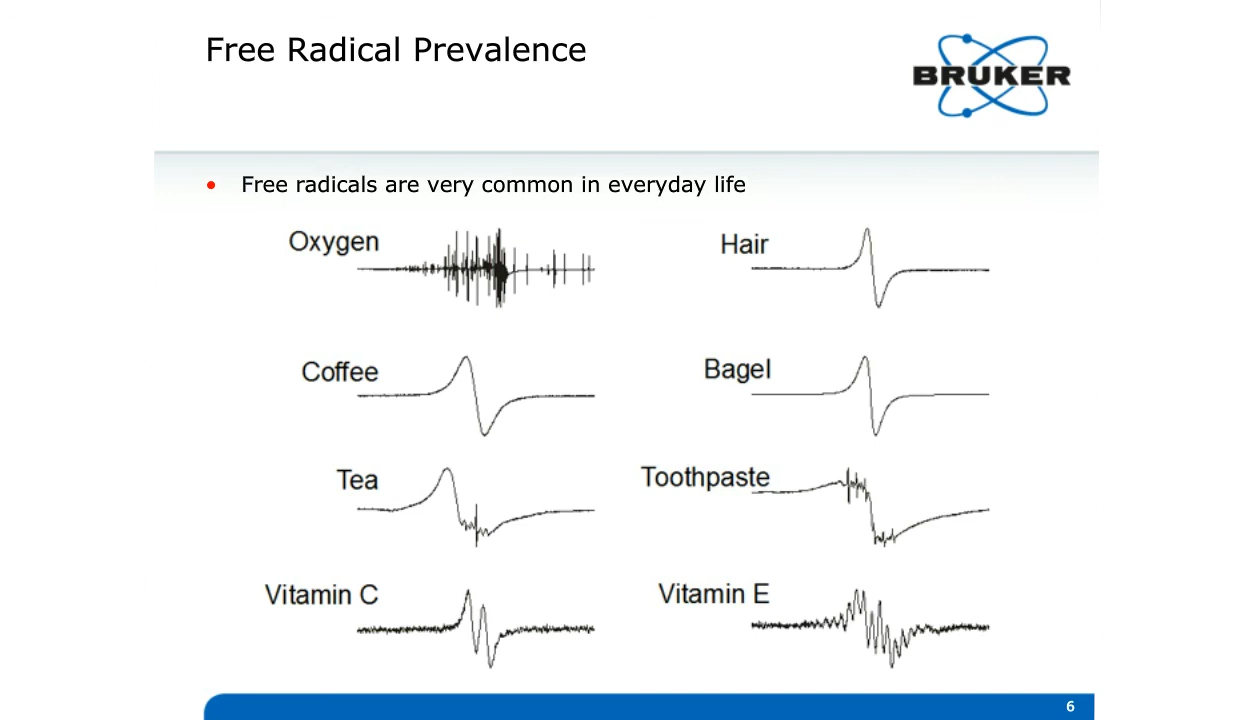 Free Radical Prevalence
BRUKER
• Free radicals are very common in everyday life
Oxygen
Hair
Coffee
Bagel
Tea
Toothpaste
Vitamin C
Vitamin E
6